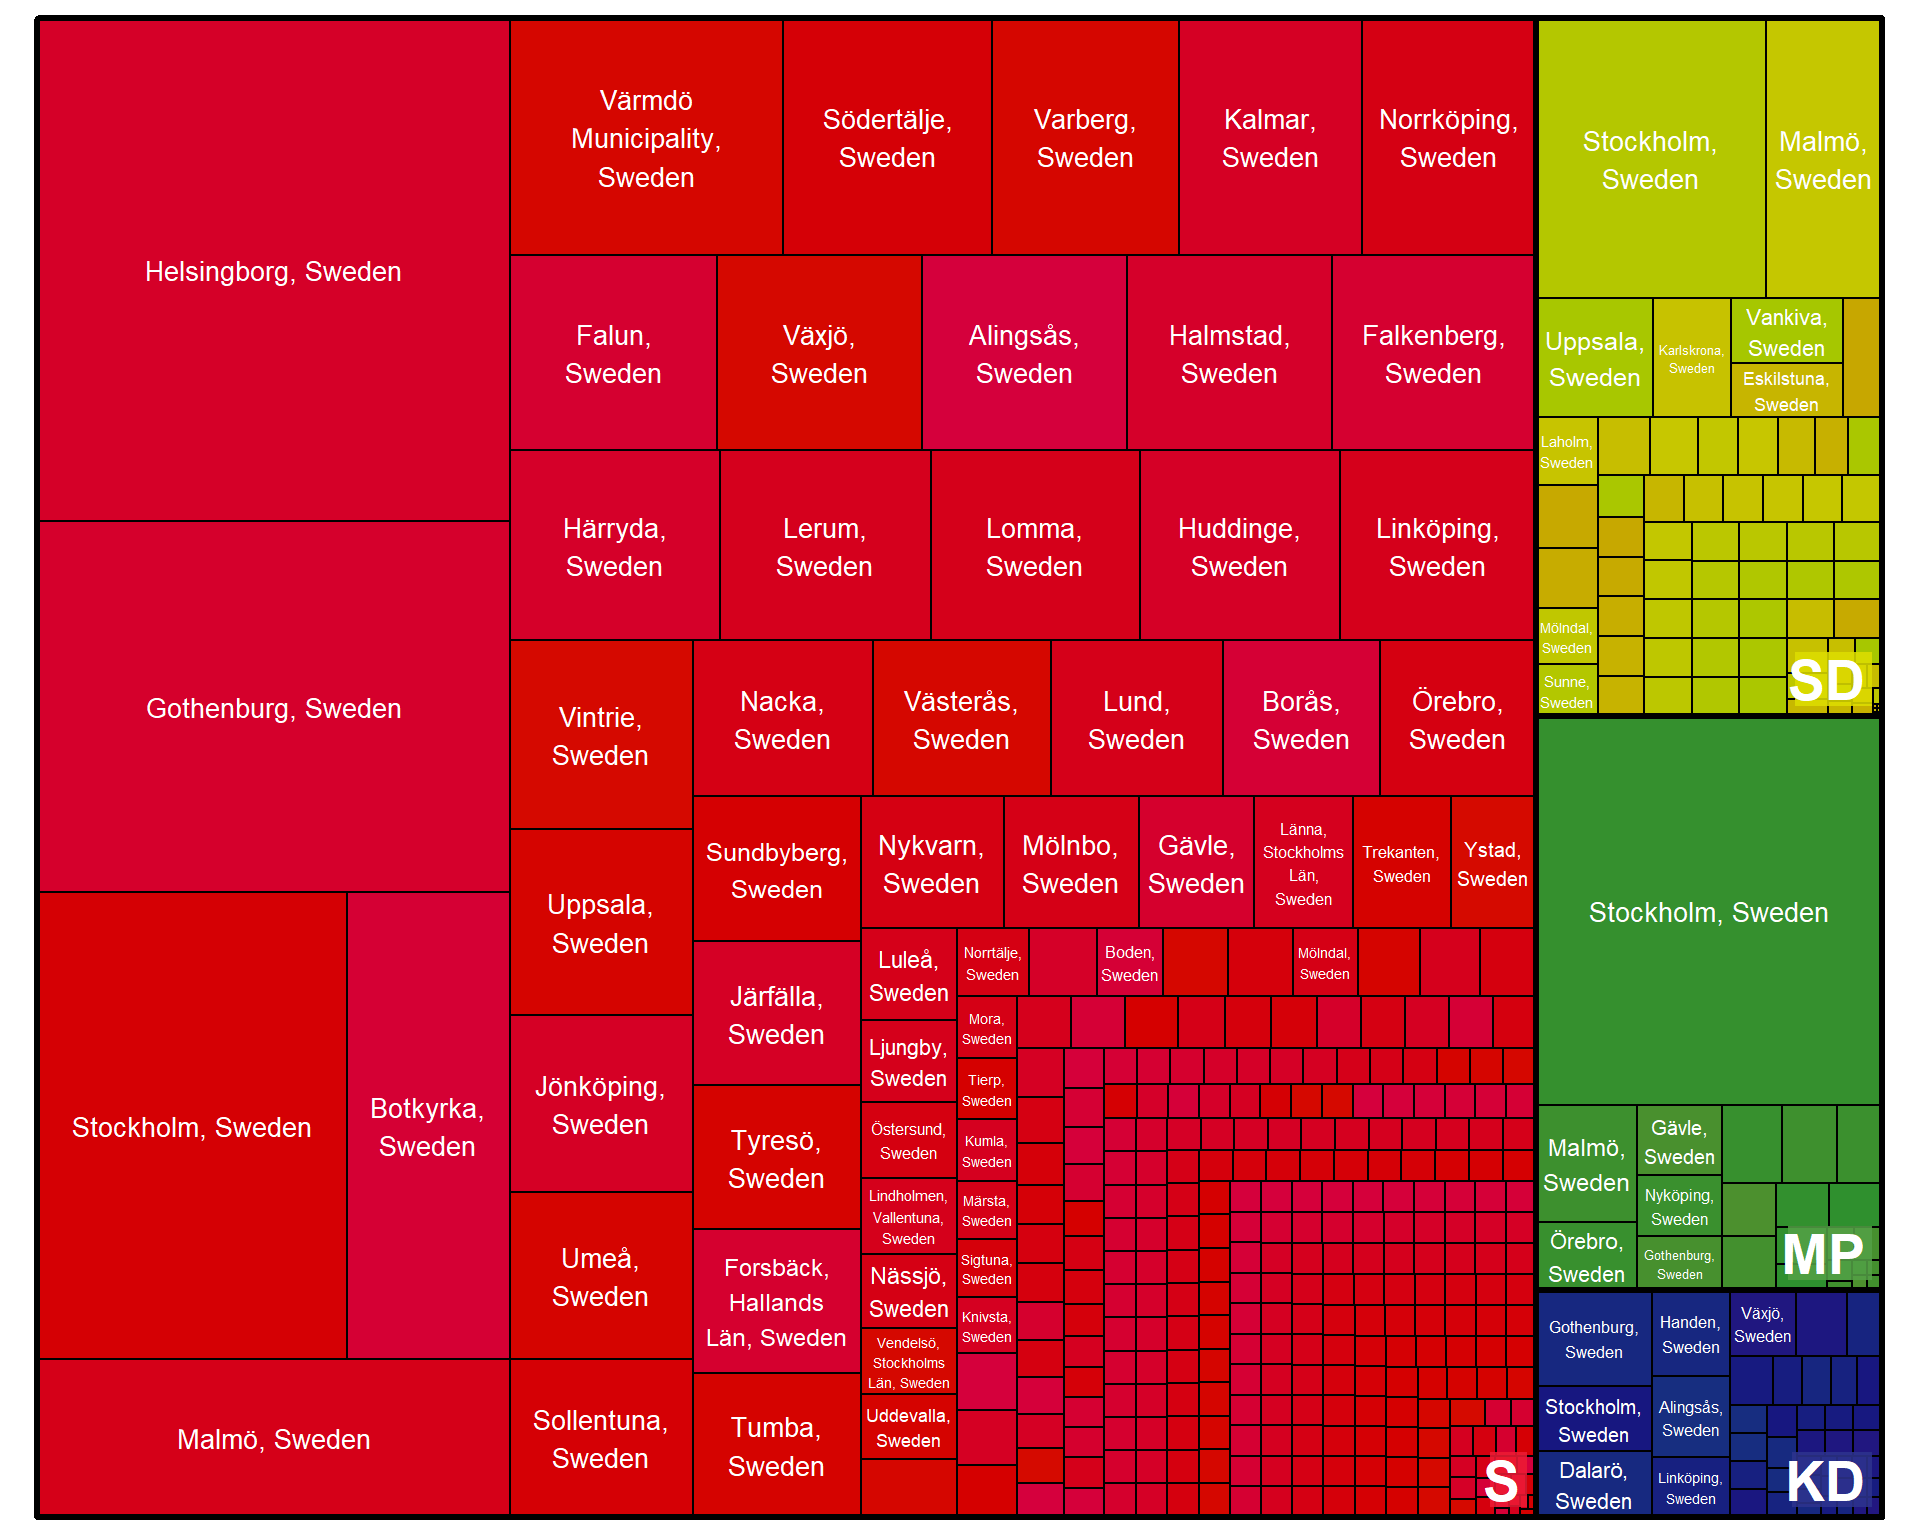 Helsingborg, Sweden
Gothenburg, Sweden
Stockholm, Sweden
Botkyrka,
Sweden
Malmö, Sweden
Värmdö
Municipality,
Sweden
Södertälje,
Sweden
Varberg,
Sweden
Kalmar,
Sweden
Norrköping,
Sweden
Falun,
Sweden
Växjö,
Sweden
Alingsås,
Sweden
Halmstad,
Sweden
Falkenberg,
Sweden
Härryda,
Sweden
Lerum,
Sweden
Lomma,
Sweden
Huddinge,
Sweden
Linköping,
Sweden
Vintrie,
Sweden
Uppsala,
Sweden
Jönköping,
Sweden
Umeå,
Sweden
Sollentuna,
Sweden
Nacka,
Sweden
Västerås,
Sweden
Lund,
Sweden
Borås,
Sweden
Örebro,
Sweden
Sundbyberg,
Sweden
Järfälla,
Sweden
Tyresö,
Sweden
Forsbäck,
Hallands
Län, Sweden
Tumba,
Sweden
Nykvarn,
Sweden
Mölnbo,
Sweden
Gävle,
Sweden
Länna,
Stockholms
Län,
Sweden
Trekanten,
Sweden
Ystad,
Sweden
Luleå,
Sweden
Ljungby,
Sweden
Östersund,
Sweden
Lindholmen,
Vallentuna,
Sweden
Nässjö,
Sweden
Vendelsö,
Stockholms
Län, Sweden
Uddevalla,
Sweden
Norrtälje,
Sweden
Boden,
Sweden
Mölndal,
Sweden
Mora,
Sweden
Tierp,
Sweden
Kumla,
Sweden
Märsta,
Sweden
Sigtuna,
Sweden
Knivsta,
Sweden
S
Stockholm,
Sweden
Malmö,
Sweden
Uppsala,
Sweden
Karlskrona,
Sweden
Vankiva,
Sweden
Eskilstuna,
Sweden
Laholm,
Sweden
Mölndal,
Sweden
Sunne,
Sweden
SD
Stockholm, Sweden
Malmö,
Sweden
Örebro,
Sweden
Gävle,
Sweden
Nyköping,
Sweden
Gothenburg,
Sweden
MP
Gothenburg,
Sweden
Stockholm,
Sweden
Dalarö,
Sweden
Handen,
Sweden
Alingsås,
Sweden
Linköping,
Sweden
Växjö,
Sweden
KD